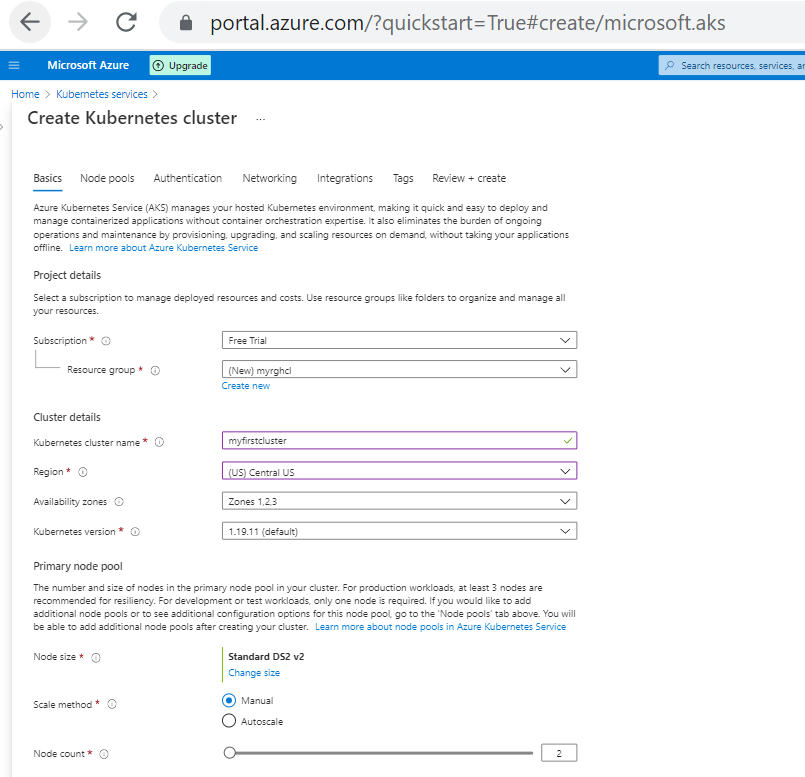 portal.azure.com/?quickstart=True#create/microsoft.aks
Microsoft Azure
Upgrade
Search resources, services, an
Home > Kubernetes services >
Create Kubernetes cluster ...
Basics Node pools Authentication Networking Integrations Tags Review + create
Azure Kubernetes Service (AKS) manages your hosted Kubernetes environment, making it quick and easy to deploy and
manage containerized applications without container orchestration expertise. It also eliminates the burden of ongoing
operations and maintenance by provisioning, upgrading, and scaling resources on demand, without taking your applications
offline. Learn more about Azure Kubernetes Service
Project details
Select a subscription to manage deployed resources and costs. Use resource groups like folders to organize and manage all
your resources.
Subscription *
Free Trial
Resource group *
(New) myrghcl
Create new
Cluster details
Kubernetes cluster name *
myfirstcluster
Region *
(US) Central US
Availability zones
Zones 1,2,3
Kubernetes version *
1.19.11 (default)
Primary node pool
The number and size of nodes in the primary node pool in your cluster. For production workloads, at least 3 nodes are
recommended for resiliency. For development or test workloads, only one node is required. If you would like to add
additional node pools or to see additional configuration options for this node pool, go to the 'Node pools' tab above. You will
be able to add additional node pools after creating your cluster. Learn more about node pools in Azure Kubernetes Service
Node size *
Standard DS2 v2
Change size
Scale method *
Manual
Autoscale
Node count *
2